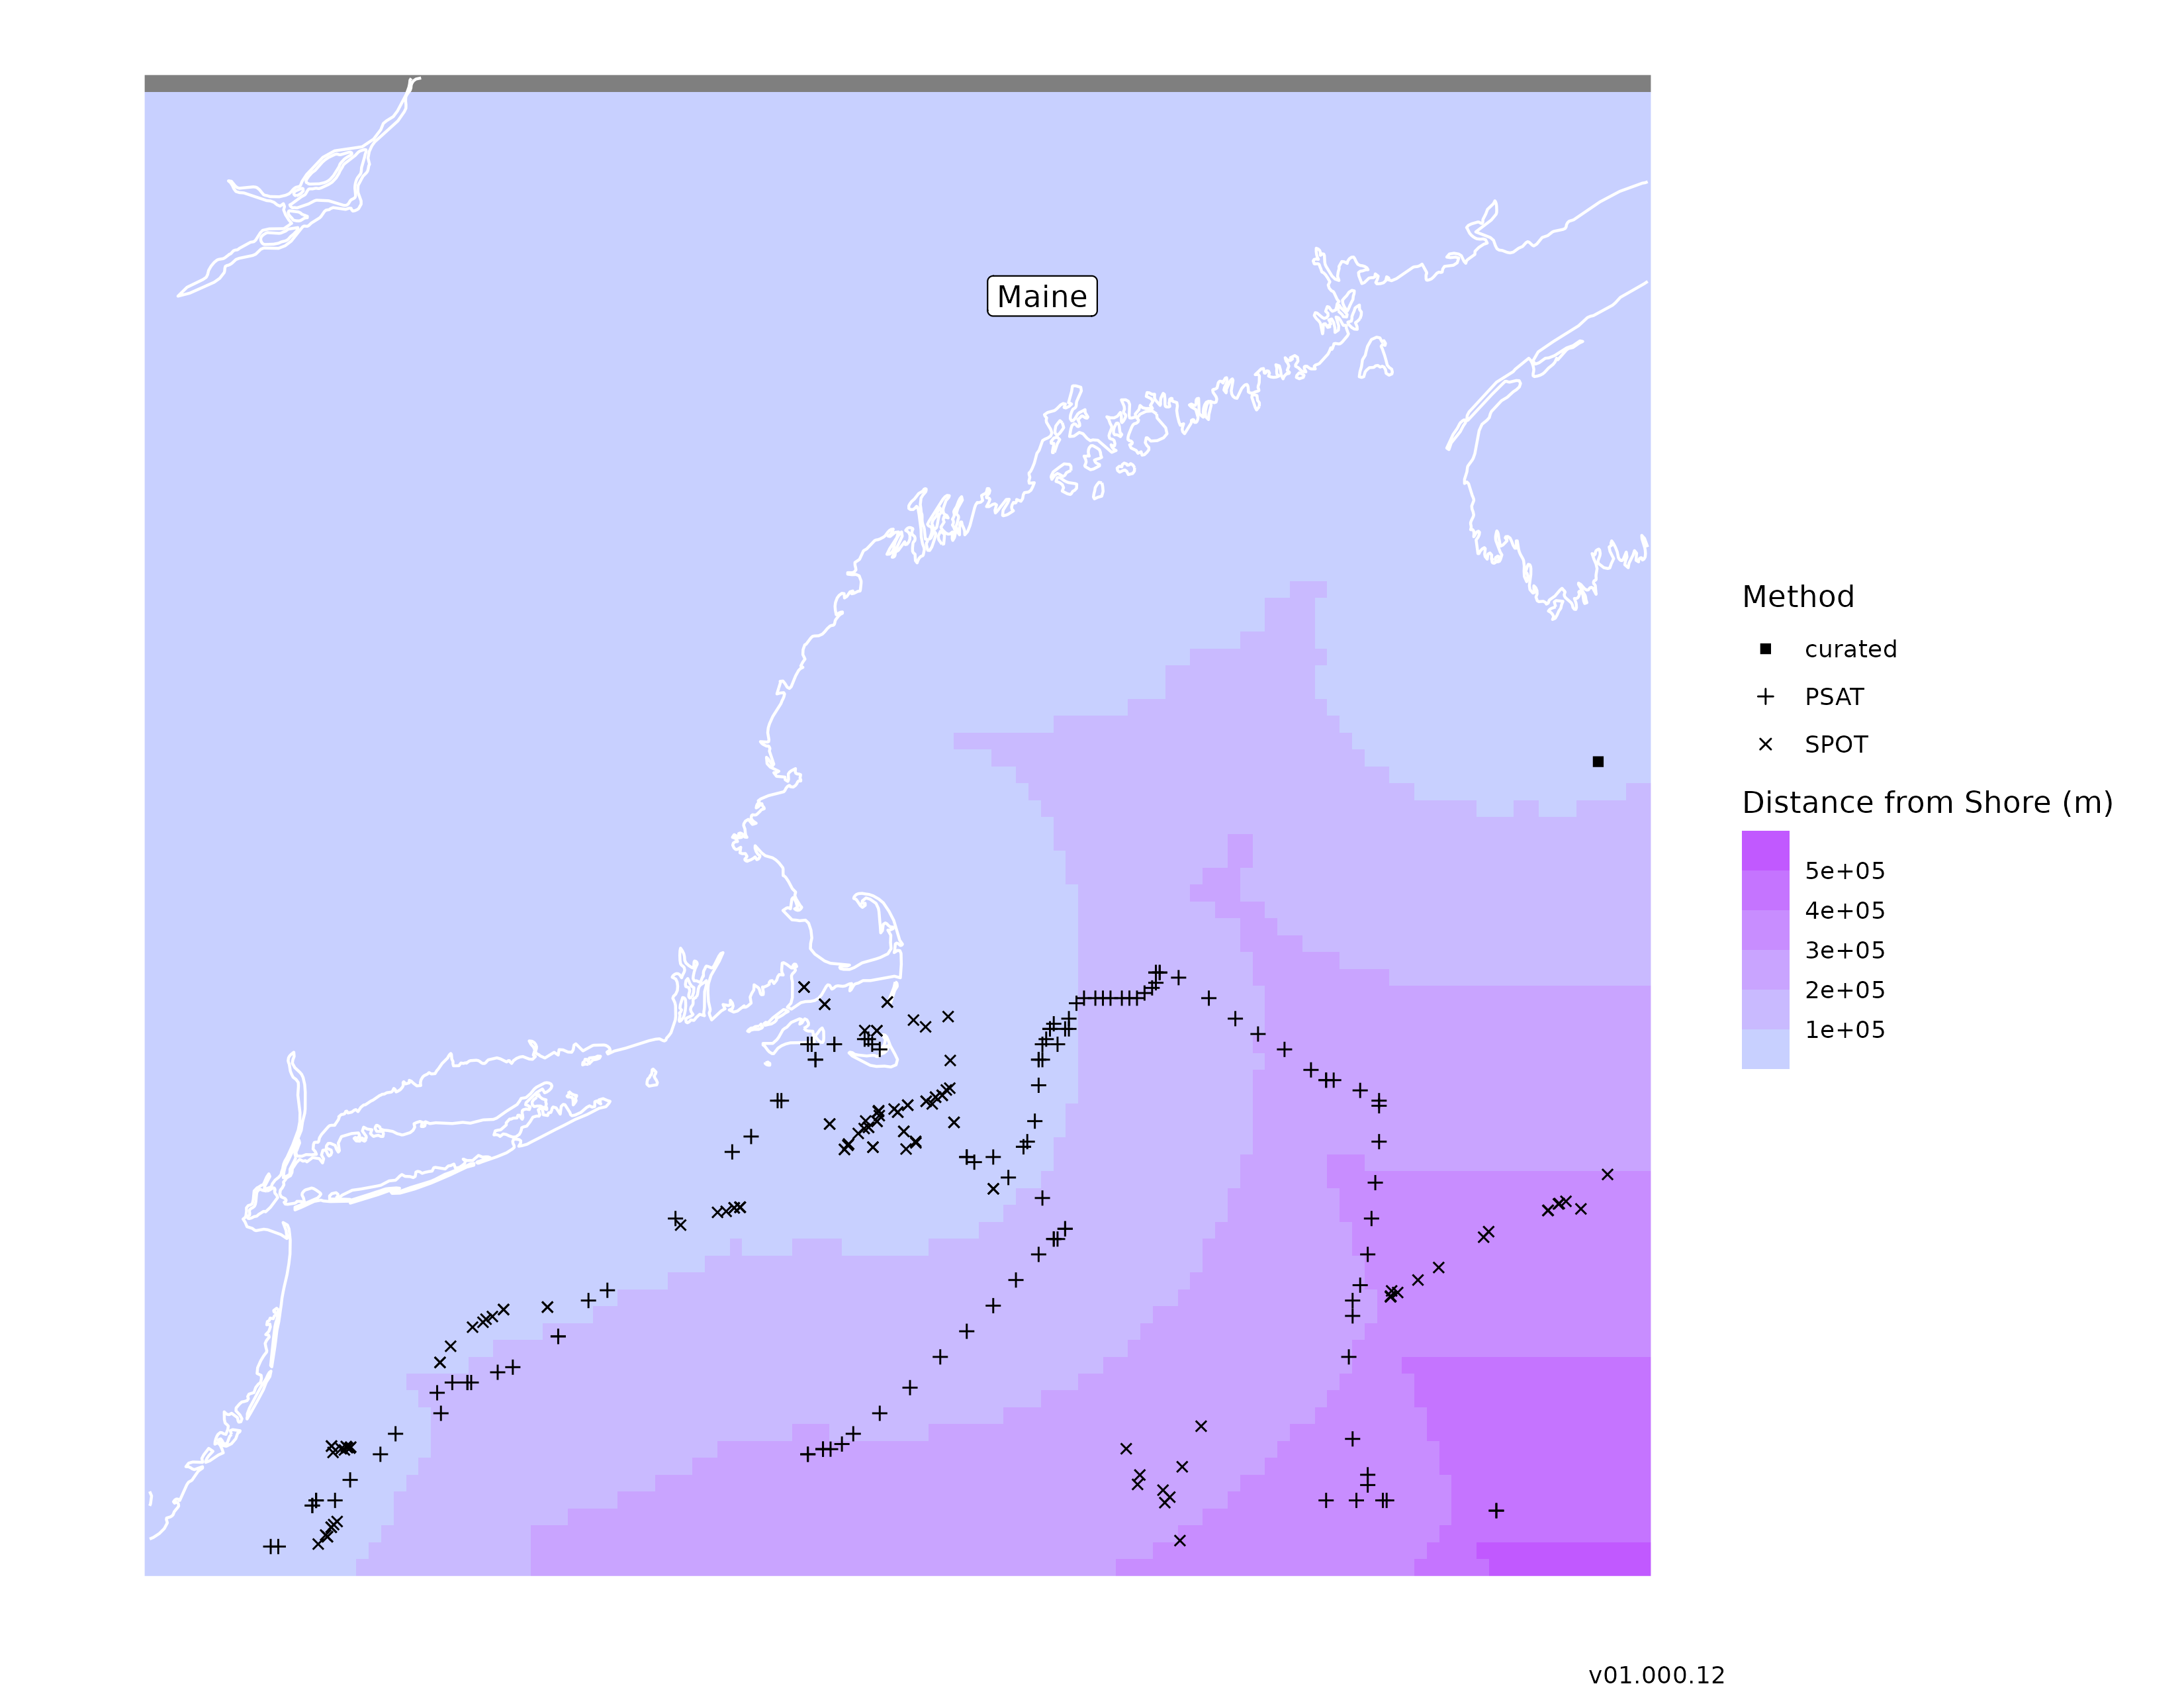 Maine
Method
curated
PSAT
SPOT
Distance from Shore (m)
5e+05
4e+05
3e+05
2e+05
1e+05
v01.000.12